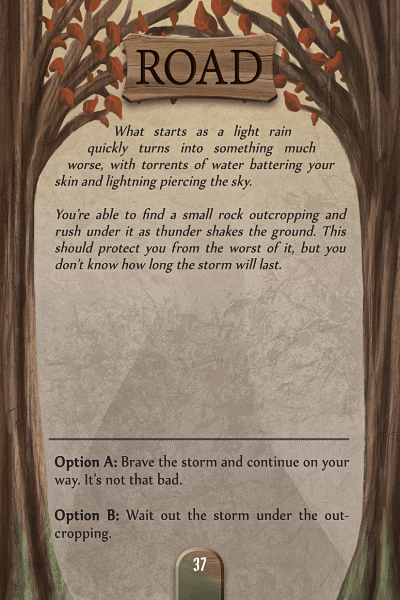 ROAD
What starts as a light rain
quickly turns into something much
worse, with torrents of water battering your
skin and lightning piercing the sky.
You're able to find a small rock outcropping and
rush under it as thunder shakes the ground. This
should protect you from the worst of it, but you
don't know how long the storm will last.
Option A: Brave the storm and continue on your
way. It's not that bad.
Option B: Wait out the storm under the out-
cropping.
37